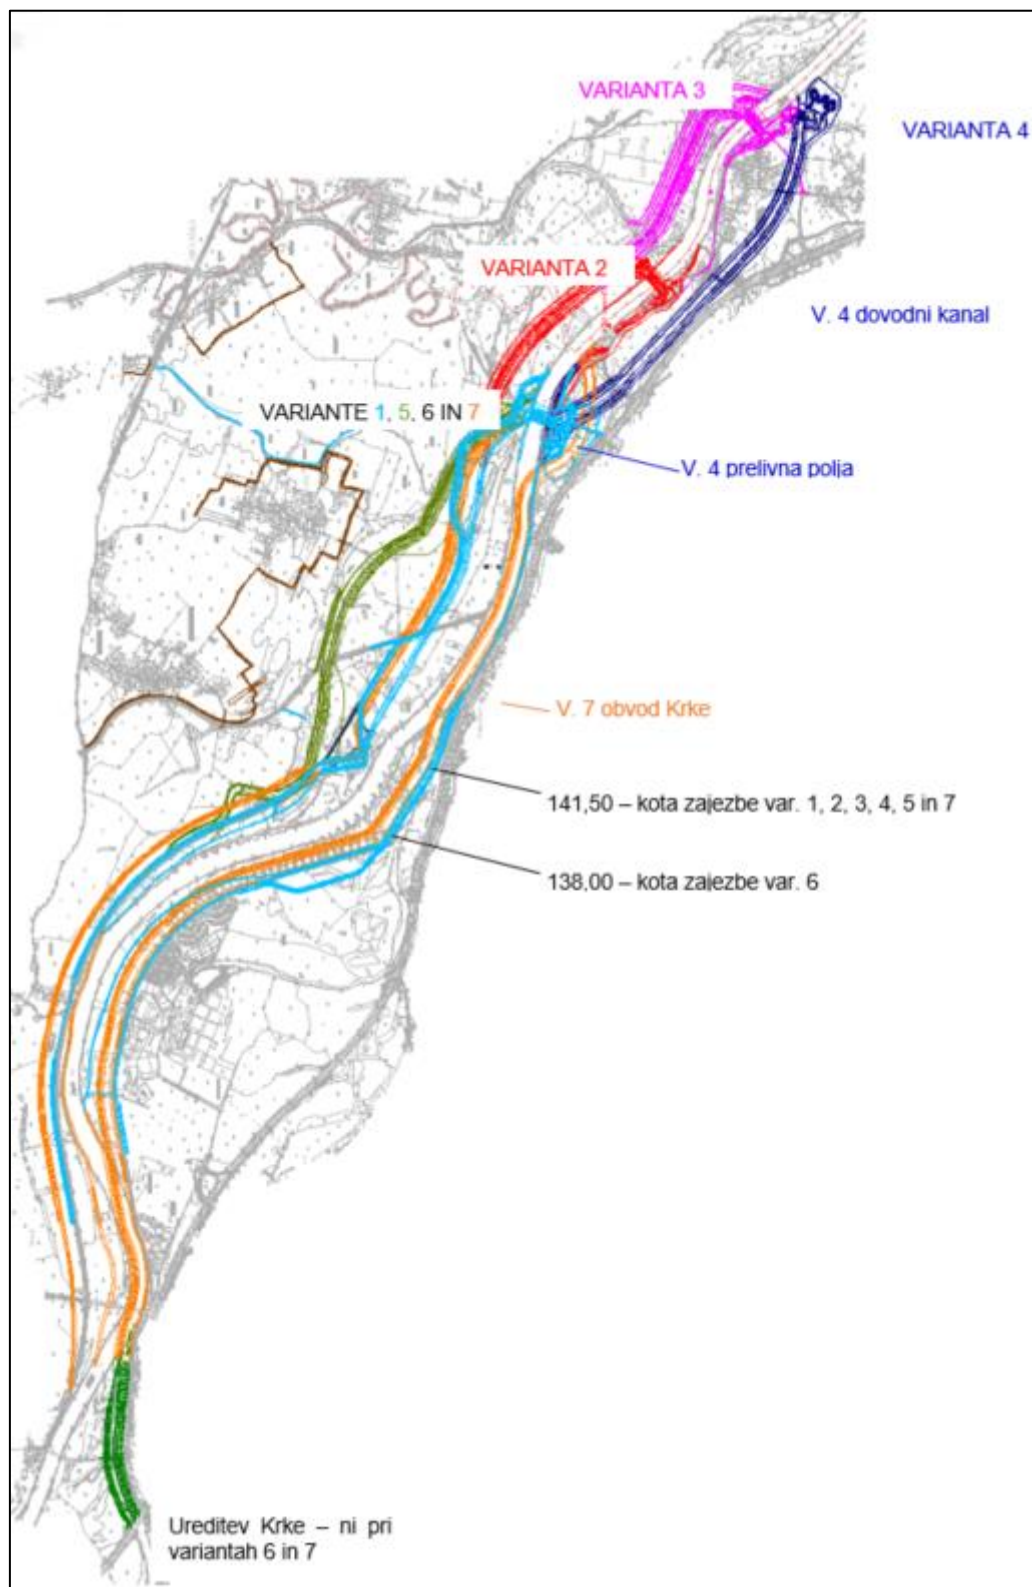 VARIANTA 3
VARIANTA 4
VARIANTA 2
V. 4 dovodni kanal
VARIANTE 1, 5, 6 IN 7
V. 4 prelivna polja
V. 7 obvod Krke
141,50 – kota zajezbe var. 1, 2, 3, 4, 5 in 7
138,00 – kota zajezbe var. 6
Ureditev Krke – ni pri
variantah 6 in 7